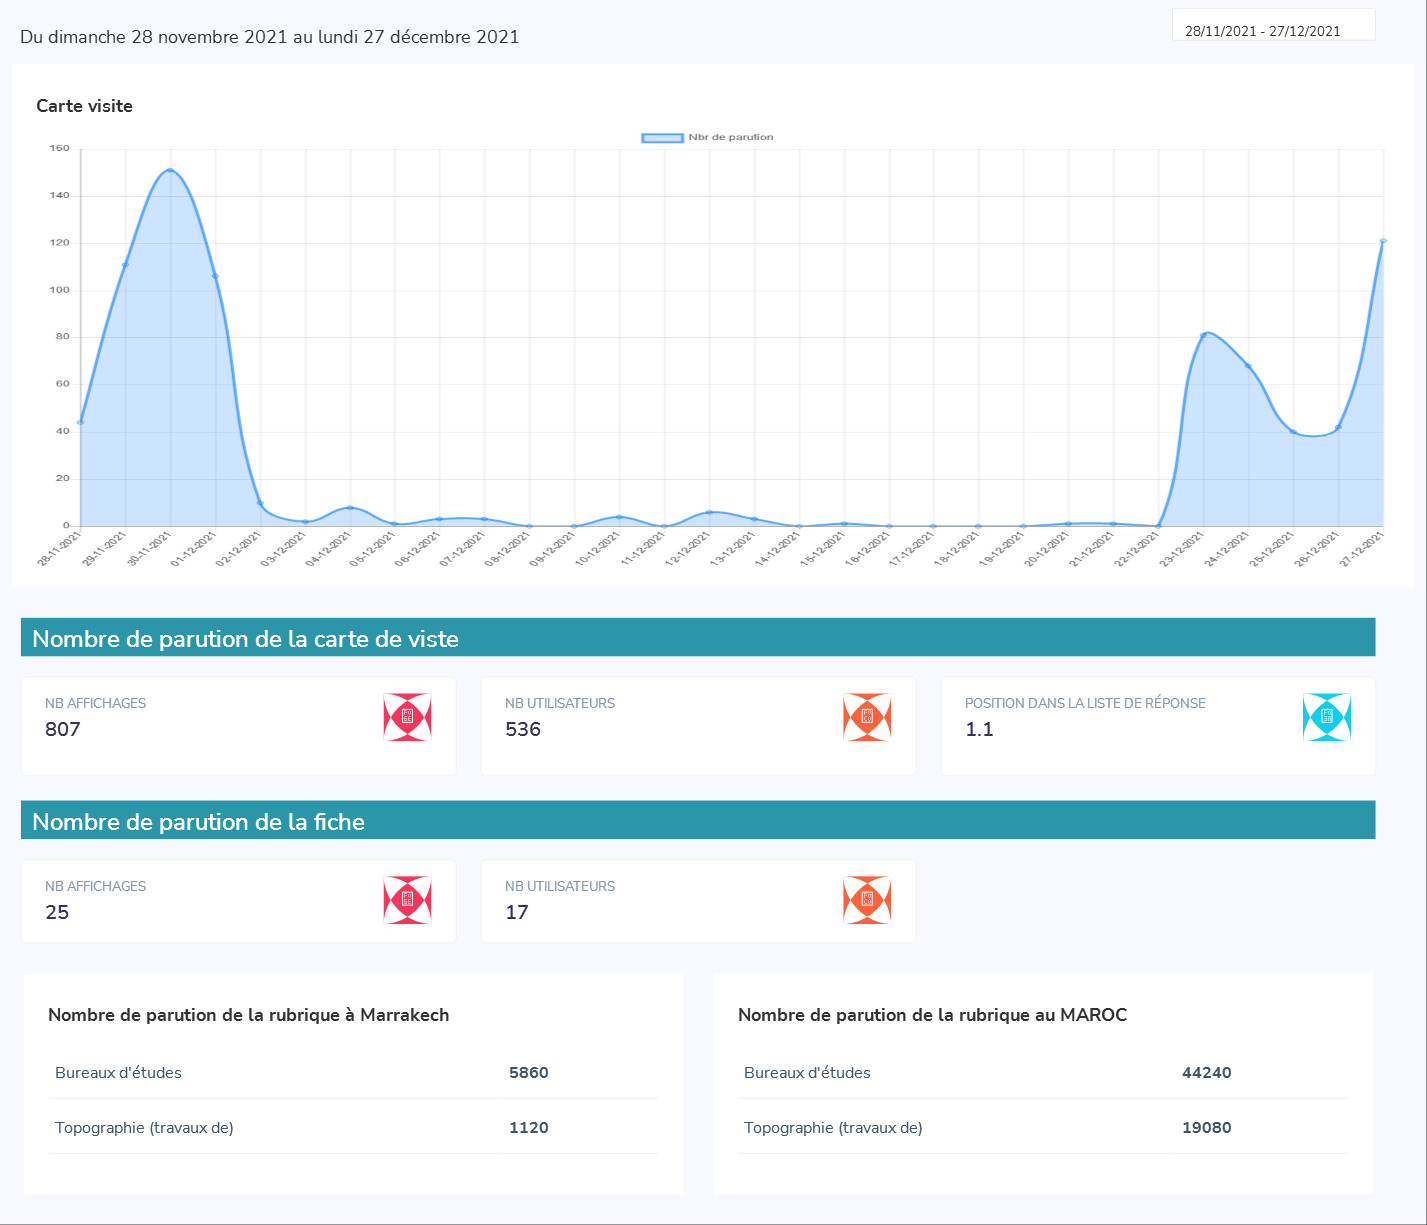 Du dimanche 28 novembre 2021 au lundi 27 décembre 2021
28/11/2021 - 27/12/2021
Carte visite
Nbr de parution
160
140
120
100
80
60
40
20
0
28-11-2021
29-11-2021
30-11-2021
01-12-2021
02-12-2021
03-12-2021
04-12-2021
05-12-2021
06-12-2021
07-12-2021
08-12-2021
09-12-2021
10-12-2021
11-12-2021
12-12-2021
13-12-2021
14-12-2021
15-12-2021
16-12-2021
17-12-2021
18-12-2021
19-12-2021
20-12-2021
21-12-2021
22-12-2021
23-12-2021
24-12-2021
25-12-2021
26-12-2021
27-12-2021
Nombre de parution de la carte de viste
NB AFFICHAGES
807
NB UTILISATEURS
536
POSITION DANS LA LISTE DE RÉPONSE
1.1
Nombre de parution de la fiche
NB AFFICHAGES
25
NB UTILISATEURS
17
Nombre de parution de la rubrique à Marrakech
Bureaux d'études 5860
Topographie (travaux de) 1120
Nombre de parution de la rubrique au MAROC
Bureaux d'études 44240
Topographie (travaux de) 19080